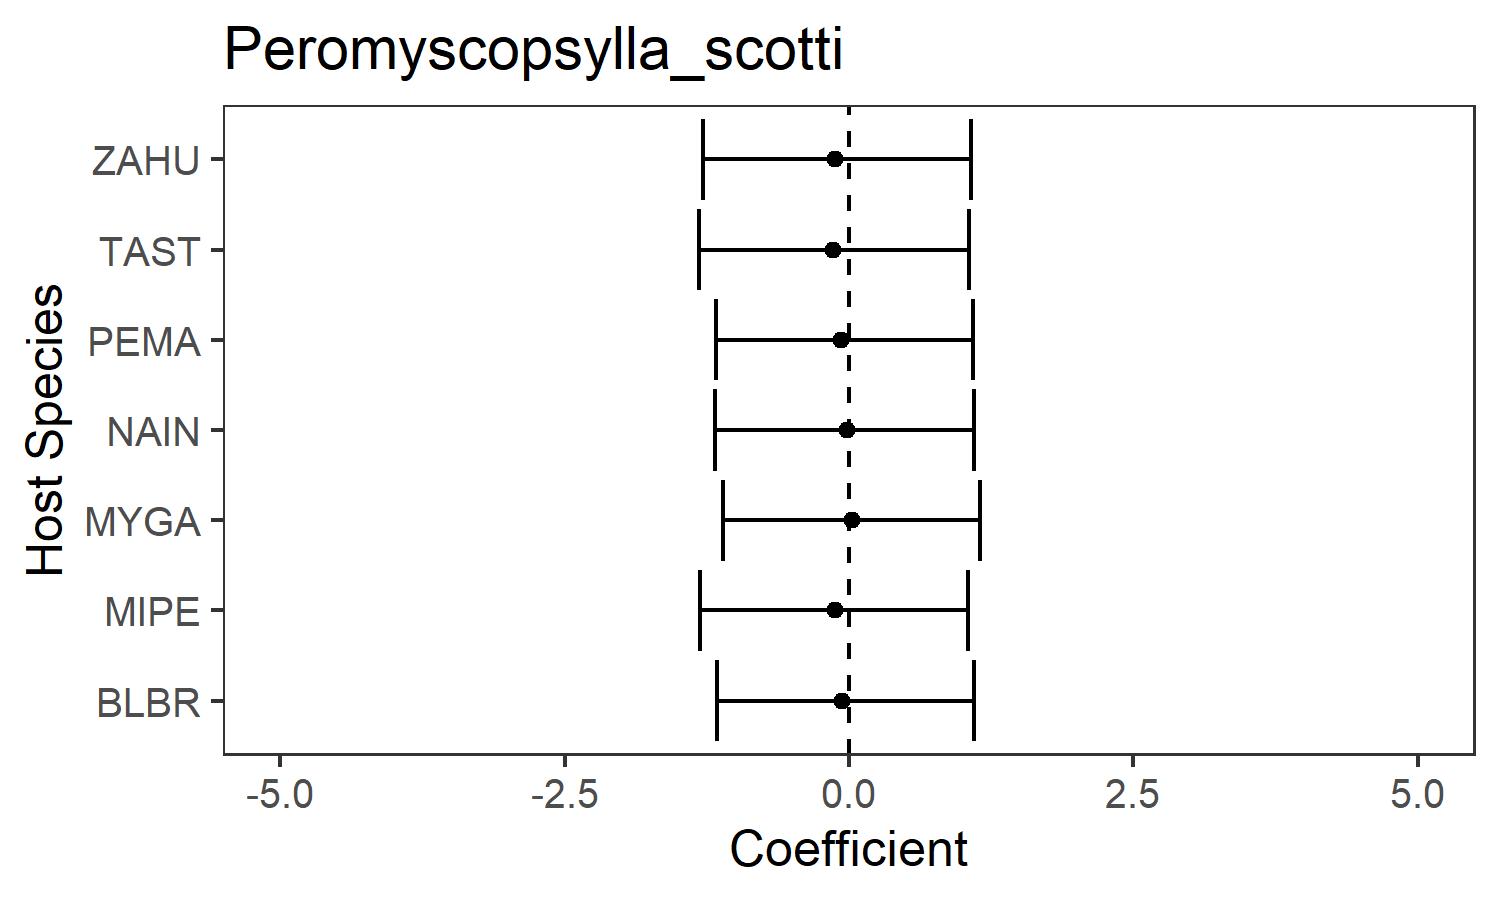 Peromyscopsylla_scotti
ZAHU
TAST
PEMA
NAIN
MYGA
MIPE
BLBR
Host Species
-5.0 -2.5 0.0 2.5 5.0
Coefficient